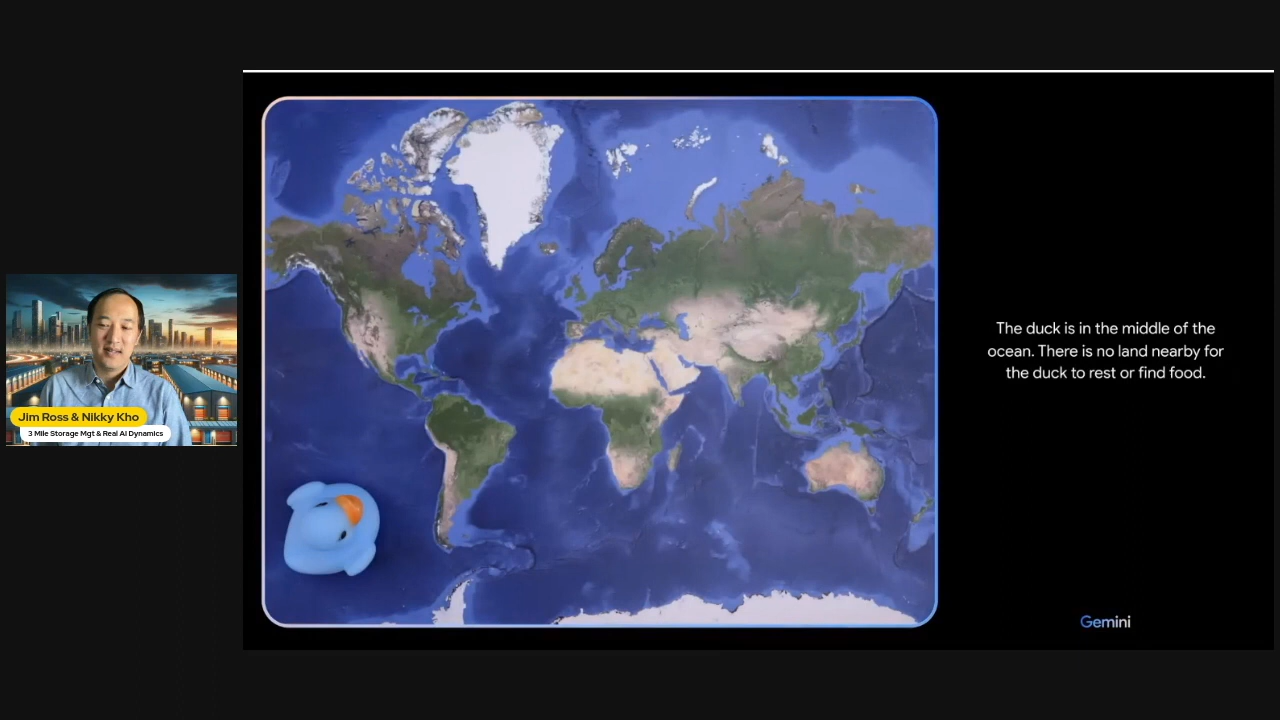 Jim Ross & Nikky Kho
3 Mile Storage Mgt & Real AI Dynamics
The duck is in the middle of the
ocean. There is no land nearby for
the duck to rest or find food.
Gemini